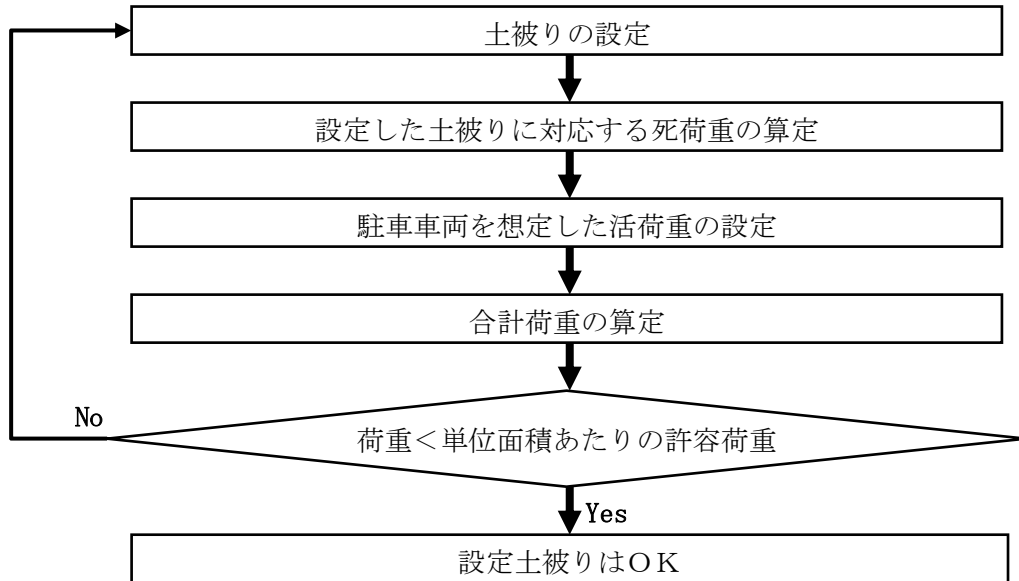 土被りの設定
設定した土被りに対応する死荷重の算定
駐車車両を想定した活荷重の設定
合計荷重の算定
No
荷重＜単位面積あたりの許容荷重
Yes
設定土被りはＯＫ